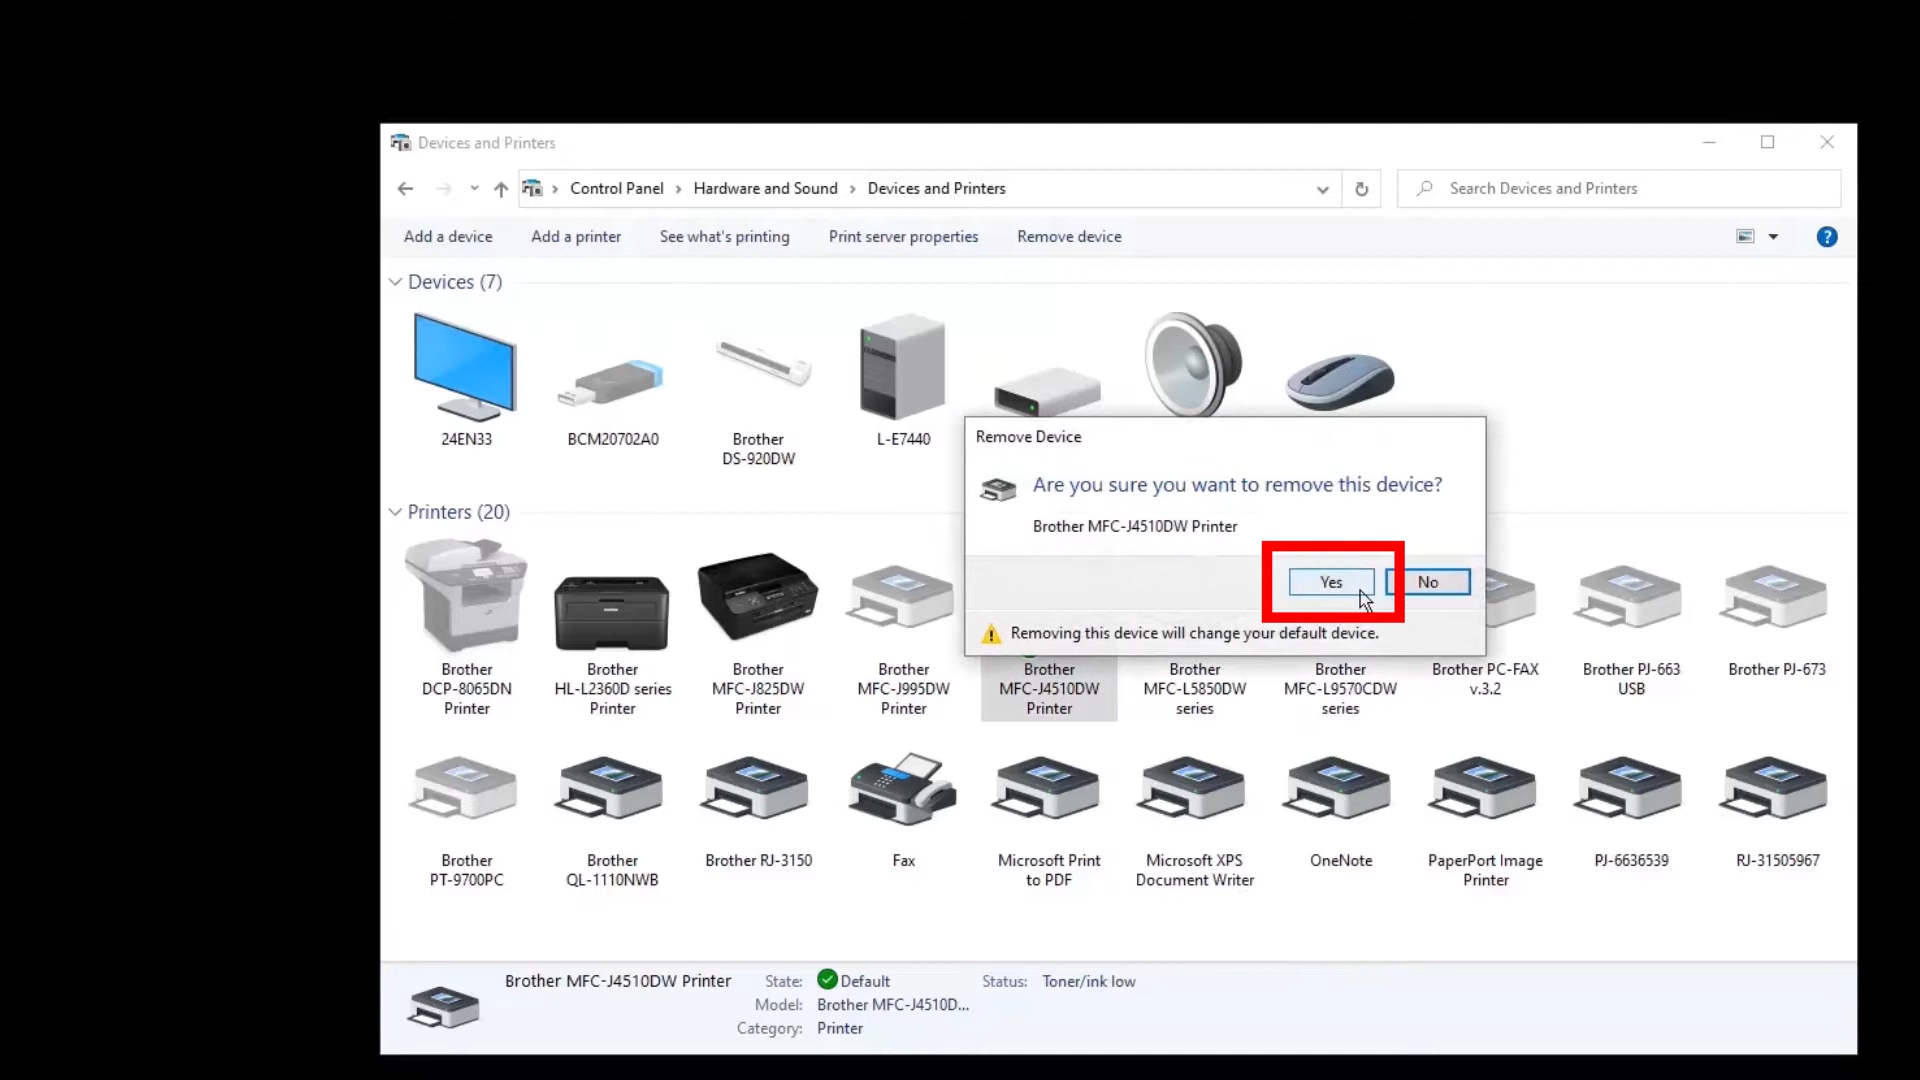 Devices and Printers
Control Panel > Hardware and Sound > Devices and Printers
Search Devices and Printers
Add a device Add a printer See what's printing Print server properties Remove device
?
Devices (7)
24EN33 BCM20702A0 Brother L-E7440
DS-920DW
Remove Device
Are you sure you want to remove this device?
Brother MFC-J4510DW Printer
Yes No
Removing this device will change your default device.
Printers (20)
Brother Brother Brother Brother Brother Brother Brother Brother PC-FAX Brother PJ-663 Brother PJ-673
DCP-8065DN HL-L2360D series MFC-J825DW MFC-J995DW MFC-J4510DW MFC-L5850DW MFC-L9570CDW v.3.2 USB
Printer Printer Printer Printer Printer series series
Brother Brother Brother RJ-3150 Fax Microsoft Print Microsoft XPS OneNote PaperPort Image PJ-6636539 RJ-31505967
PT-9700PC QL-1110NWB to PDF Document Writer Printer
Brother MFC-J4510DW Printer State: Default Status: Toner/ink low
Model: Brother MFC-J4510D...
Category: Printer